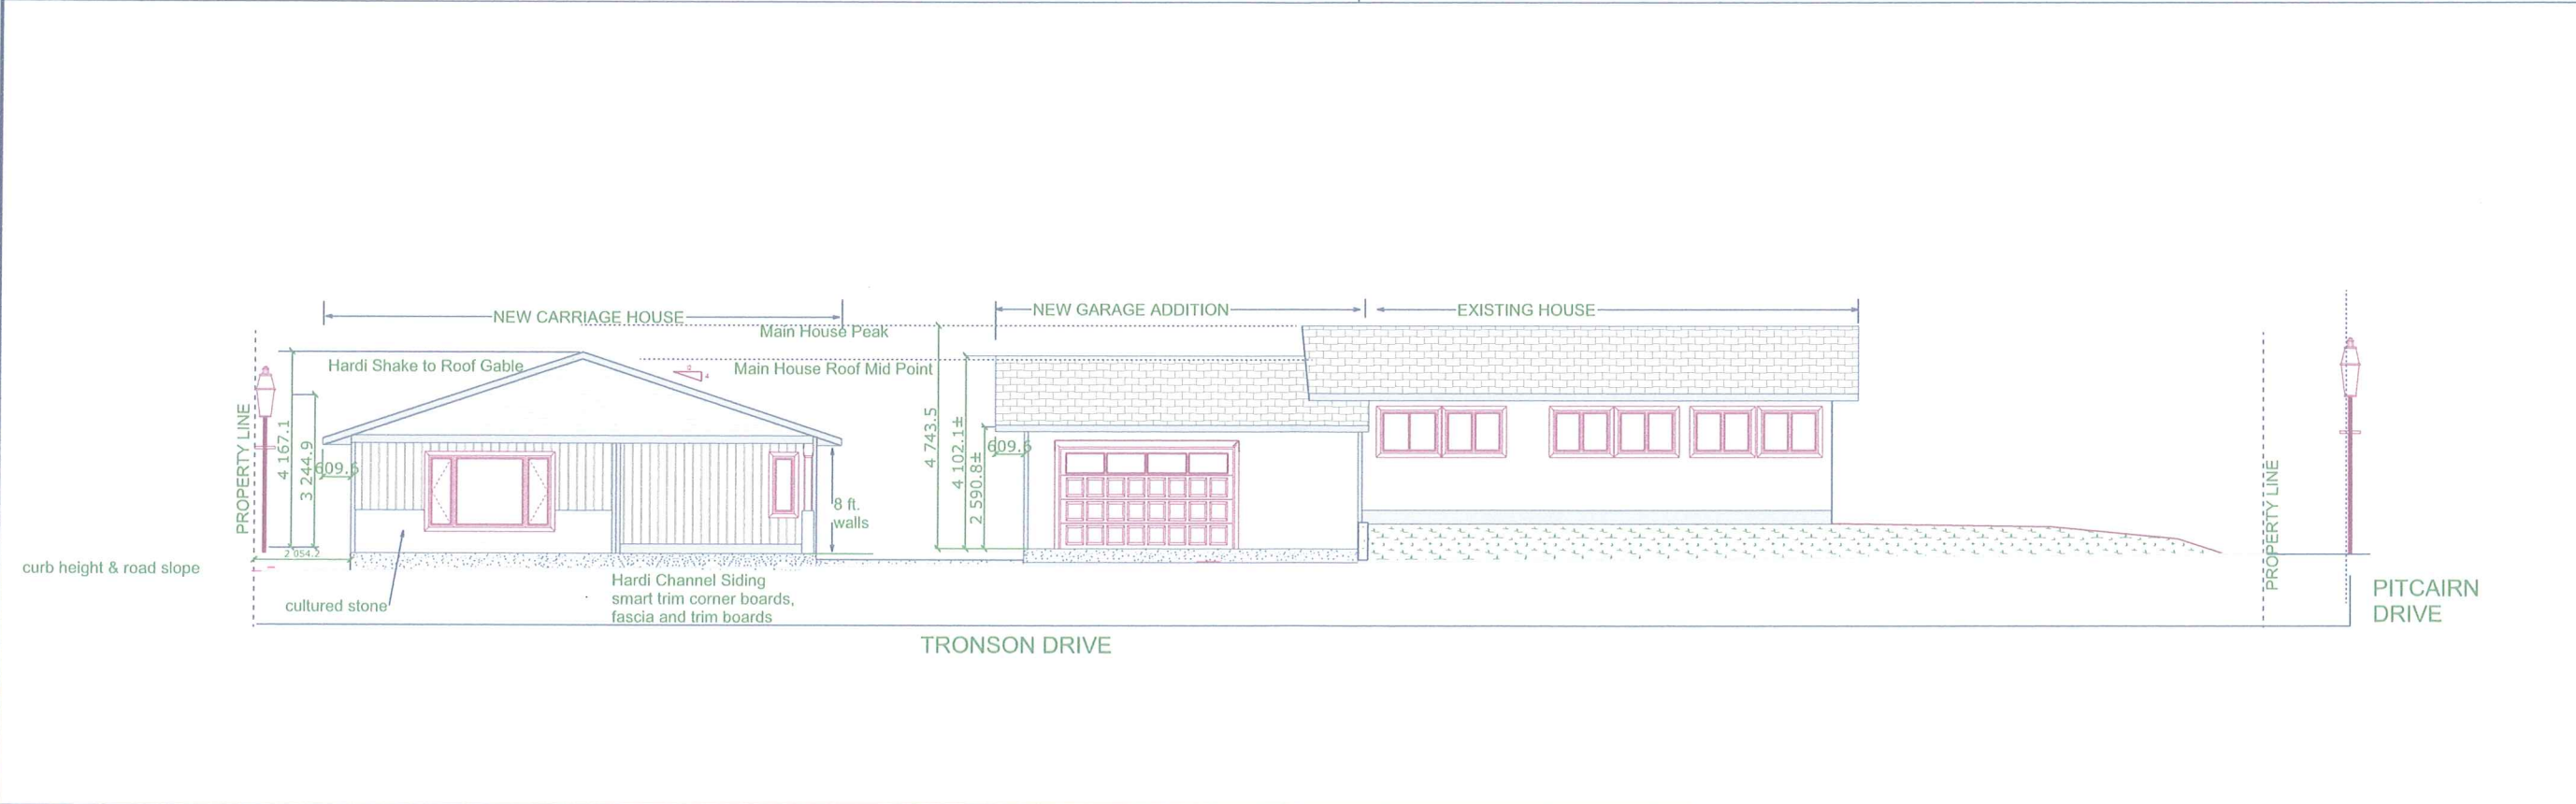 NEW CARRIAGE HOUSE
NEW GARAGE ADDITION
EXISTING HOUSE
Main House Peak
Hardi Shake to Roof Gable
Main House Roof Mid Point
4
PROPERTY LINE
4 167.1
3 244.9
609.6
2 054.2
8 ft.
walls
4 743.5
4 102.1±
2 590.8±
609.6
PROPERTY LINE
curb height & road slope
cultured stone
Hardi Channel Siding
smart trim corner boards,
fascia and trim boards
TRONSON DRIVE
PITCAIRN
DRIVE